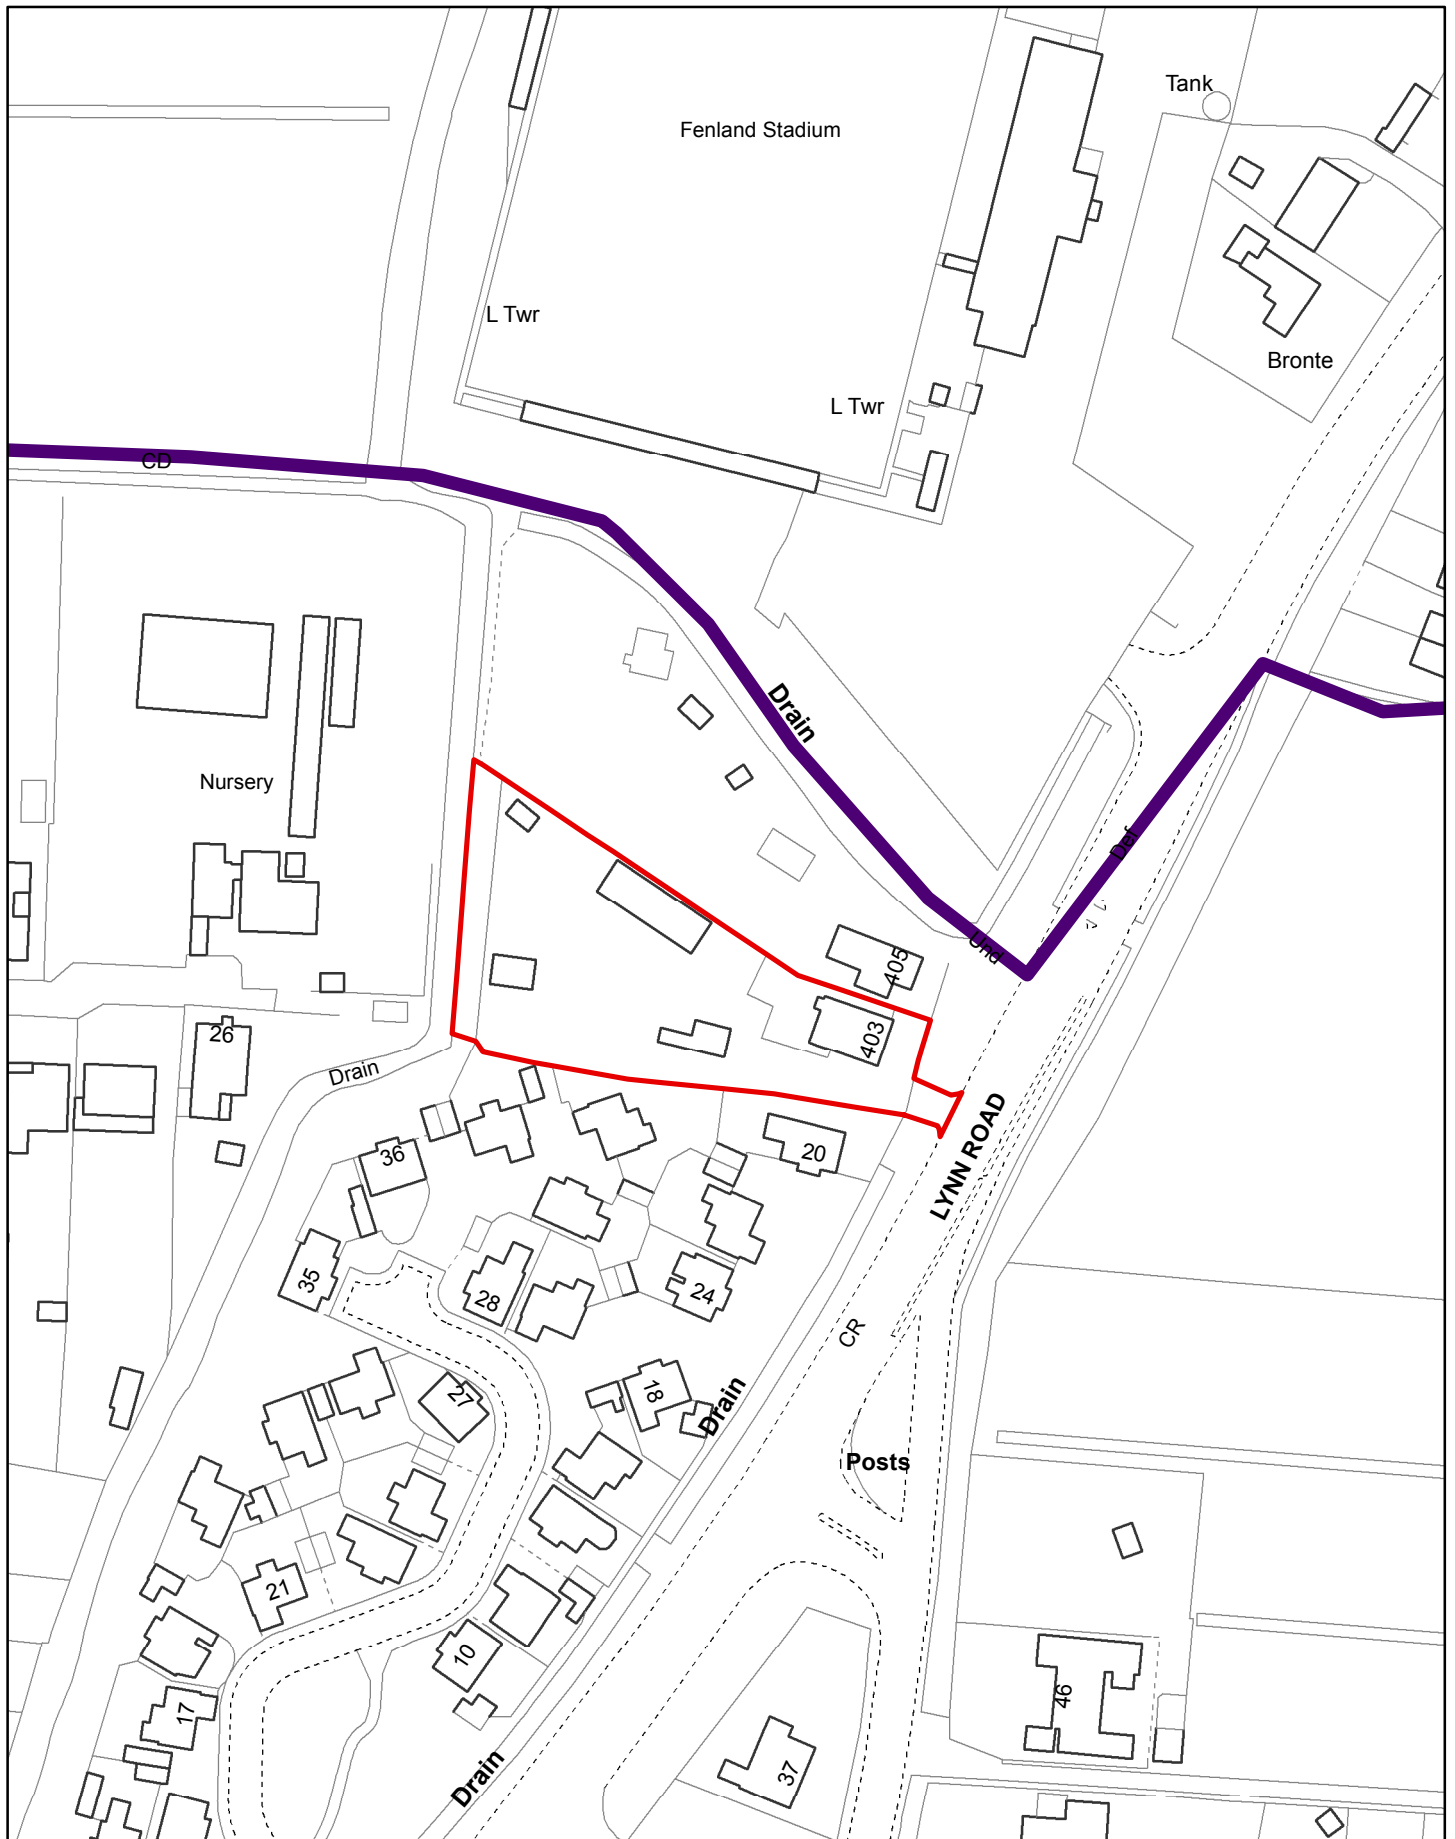 Tank
Fenland Stadium
L Twr
Bronte
L Twr
CD
Drain
Nursery
Def
Und
405
403
26
Drain
LYNN ROAD
36
20
35
28
24
CR
27
18
Drain
Posts
21
10
46
17
37
Drain